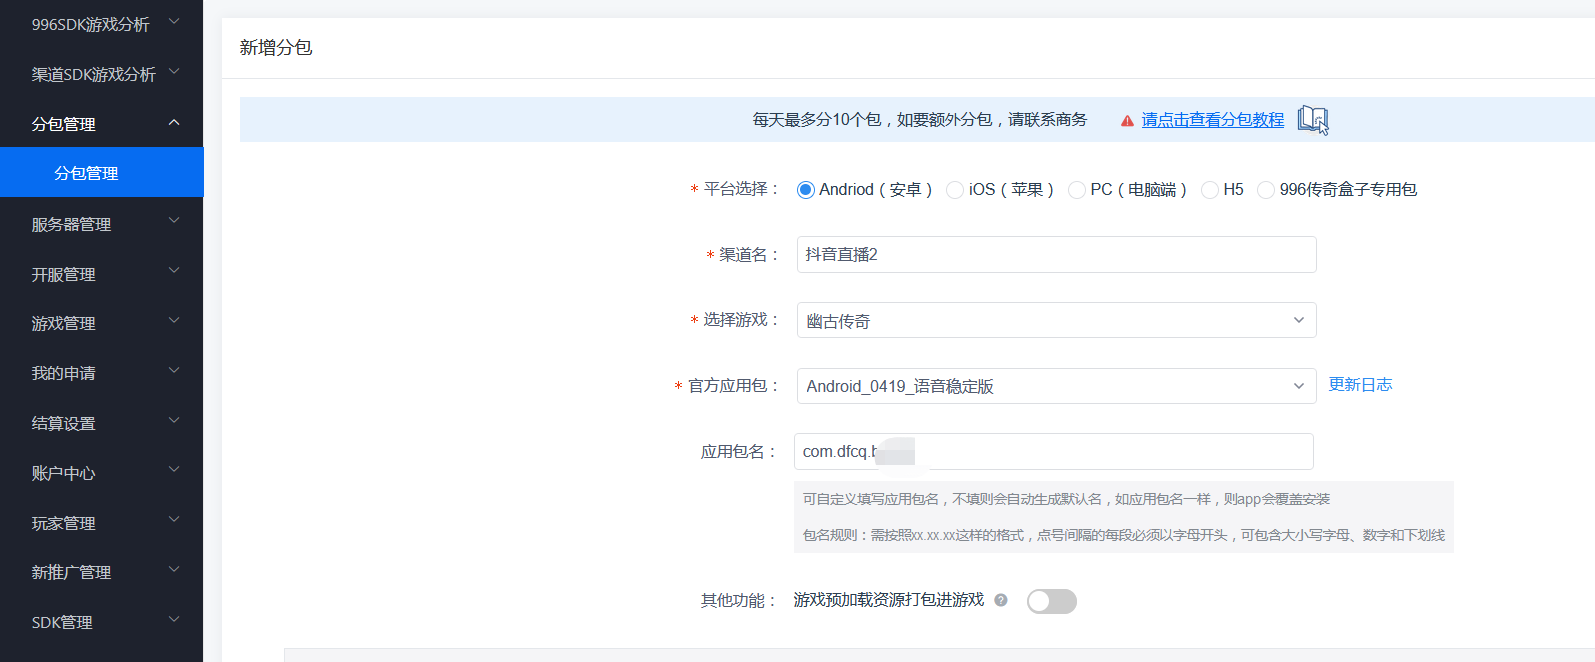 996SDK游戏分析
渠道SDK游戏分析
分包管理
分包管理
服务器管理
开服管理
游戏管理
我的申请
结算设置
账户中心
玩家管理
新推广管理
SDK管理
新增分包
每天最多分10个包，如要额外分包，请联系商务 请点击查看分包教程
* 平台选择： Andriod（安卓） iOS（苹果） PC（电脑端） H5 996传奇盒子专用包
* 渠道名： 抖音直播2
* 选择游戏： 幽古传奇
* 官方应用包： Android_0419_语音稳定版 更新日志
应用包名： com.dfcq.
可自定义填写应用包名，不填则会自动生成默认名，如应用包名一样，则app会覆盖安装
包名规则：需按照xx.xx.xx这样的格式，点号间隔的每段必须以字母开头，可包含大小写字母、数字和下划线
其他功能： 游戏预加载资源打包进游戏 ?